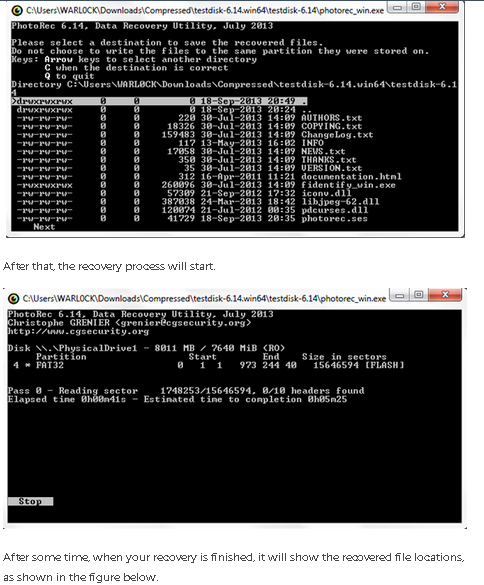 C:\Users\WARL0CK\Downloads\Compressed\testdisk-6.14.win64\testdisk-6.14\photorec_win.exe
PhotoRec 6.14, Data Recovery Utility, July 2013
Please select a destination to save the recovered files.
Do not choose to write the files to the same partition they were stored on.
Keys: Arrow keys to select another directory
C when the destination is correct
Q to quit
Directory C:\Users\WARL0CK\Downloads\Compressed\testdisk-6.14.win64\testdisk-6.1
4
>drwxrwxrwx 0 0 0 18-Sep-2013 20:49 .
drwxrwxrwx 0 0 0 18-Sep-2013 20:24 ..
-rw-rw-rw- 0 0 220 30-Jul-2013 14:09 AUTHORS.txt
-rw-rw-rw- 0 0 18326 30-Jul-2013 14:09 COPYING.txt
-rw-rw-rw- 0 0 159483 30-Jul-2013 14:09 ChangeLog.txt
-rw-rw-rw- 0 0 117 13-May-2013 16:02 INFO
-rw-rw-rw- 0 0 17058 30-Jul-2013 14:09 NEWS.txt
-rw-rw-rw- 0 0 350 30-Jul-2013 14:09 THANKS.txt
-rw-rw-rw- 0 0 35 30-Jul-2013 14:09 VERSION.txt
-rw-rw-rw- 0 0 312 16-Apr-2011 11:21 documentation.html
-rwxrwxrwx 0 0 260096 30-Jul-2013 14:09 fidentify_win.exe
-rw-rw-rw- 0 0 57309 21-Sep-2012 17:32 iconv.dll
-rw-rw-rw- 0 0 387038 24-Mar-2013 18:42 libjpeg-62.dll
-rw-rw-rw- 0 0 120074 21-Jul-2012 00:35 pdcurses.dll
-rw-rw-rw- 0 0 41729 18-Sep-2013 20:35 photorec.ses
Next
After that, the recovery process will start.
C:\Users\WARL0CK\Downloads\Compressed\testdisk-6.14.win64\testdisk-6.14\photorec_win.exe
PhotoRec 6.14, Data Recovery Utility, July 2013
Christophe GRENIER <grenier@cgsecurity.org>
http://www.cgsecurity.org
Disk \\.\PhysicalDrive1 - 8011 MB / 7640 MiB (RO)
Partition Start End Size in sectors
4 * FAT32 0 1 1 973 244 40 15646594 [FLASH]
Pass 0 - Reading sector 1748253/15646594, 0/10 headers found
Elapsed time 0h00m41s - Estimated time to completion 0h05m25
Stop
After some time, when your recovery is finished, it will show the recovered file locations,
as shown in the figure below.